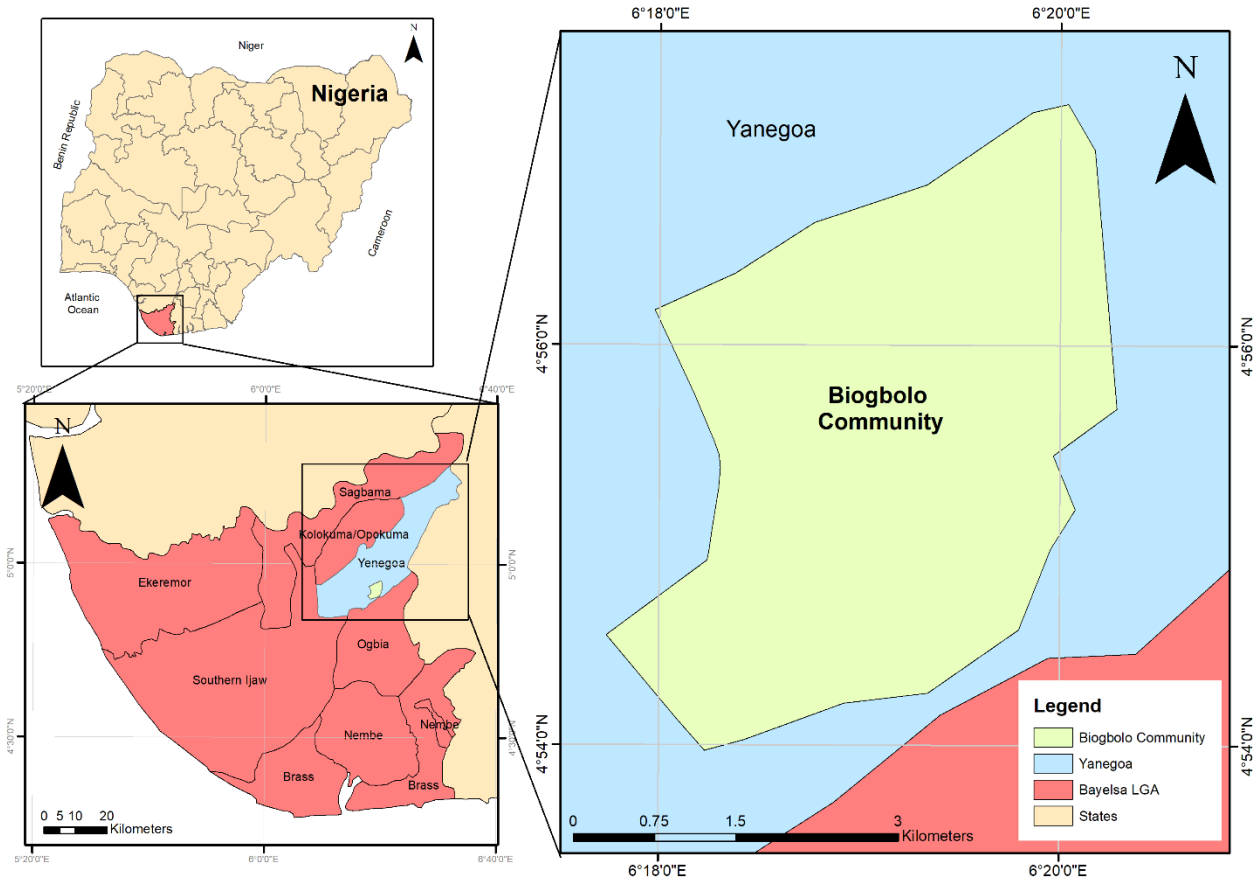 N
Niger
Nigeria
Benin Republic
Cameroon
Atlantic
Ocean
5°20'0"E
6°0'0"E
6°40'0"E
N
Sagbama
Kolokuma/Opokuma
Yenegoa
Ekeremor
Ogbia
Southern Ijaw
Nembe
Nembe
Brass
Brass
5°0'0"N
5°0'0"N
4°30'0"N
4°30'0"N
0 5 10 20
Kilometers
5°20'0"E
6°0'0"E
6°40'0"E
6°18'0"E
6°20'0"E
N
Yanegoa
4°56'0"N
4°56'0"N
Biogbolo
Community
4°54'0"N
4°54'0"N
Legend
Biogbolo Community
Yanegoa
Bayelsa LGA
States
0 0.75 1.5 3
Kilometers
6°18'0"E
6°20'0"E